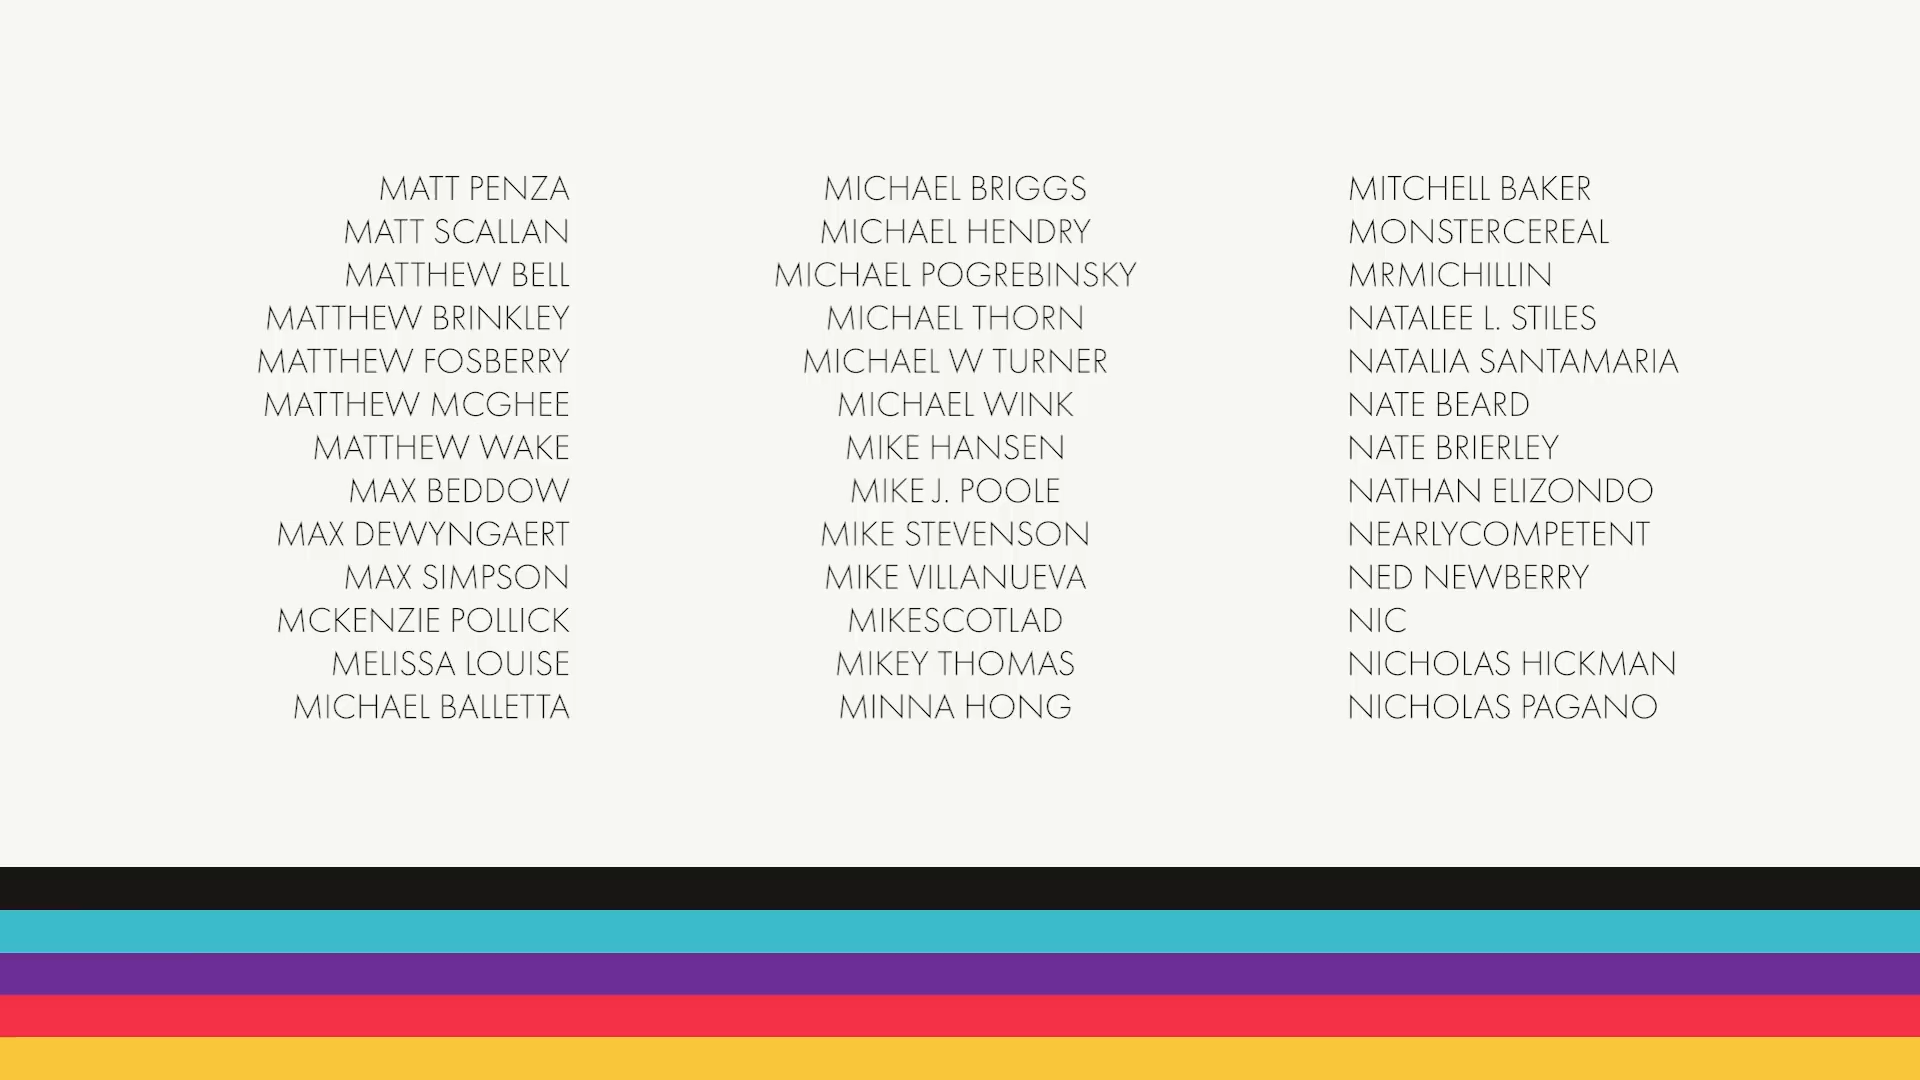 MATT PENZA
MATT SCALLAN
MATTHEW BELL
MATTHEW BRINKLEY
MATTHEW FOSBERRY
MATTHEW MCGHEE
MATTHEW WAKE
MAX BEDDOW
MAX DEWYNGAERT
MAX SIMPSON
MCKENZIE POLLICK
MELISSA LOUISE
MICHAEL BALLETTA
MICHAEL BRIGGS
MICHAEL HENDRY
MICHAEL POGREBINSKY
MICHAEL THORN
MICHAEL W TURNER
MICHAEL WINK
MIKE HANSEN
MIKE J. POOLE
MIKE STEVENSON
MIKE VILLANUEVA
MIKESCOTLAD
MIKEY THOMAS
MINNA HONG
MITCHELL BAKER
MONSTERCEREAL
MRMICHILLIN
NATALEE L. STILES
NATALIA SANTAMARIA
NATE BEARD
NATE BRIERLEY
NATHAN ELIZONDO
NEARLYCOMPETENT
NED NEWBERRY
NIC
NICHOLAS HICKMAN
NICHOLAS PAGANO